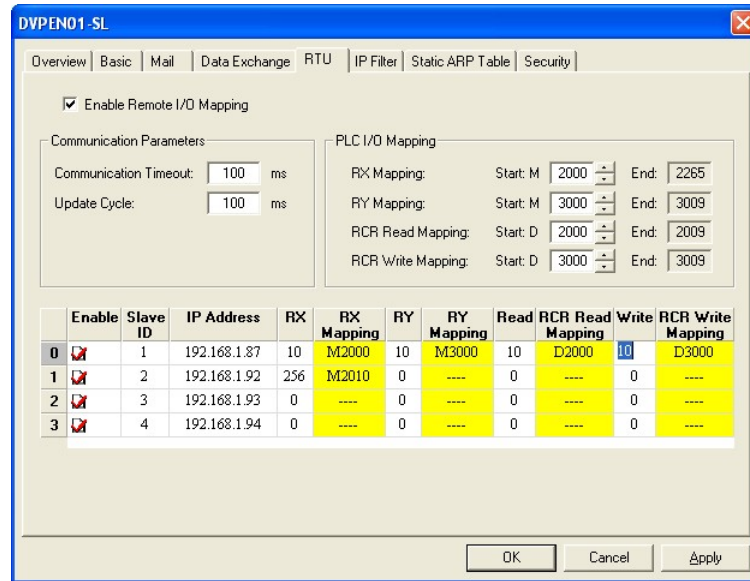 DVPEN01-SL
Overview Basic Mail Data Exchange RTU IP Filter Static ARP Table Security
Enable Remote I/O Mapping
Communication Parameters
Communication Timeout: 100 ms
Update Cycle: 100 ms
PLC I/O Mapping
RX Mapping: Start: M 2000 End: 2265
RY Mapping: Start: M 3000 End: 3009
RCR Read Mapping: Start: D 2000 End: 2009
RCR Write Mapping: Start: D 3000 End: 3009
Enable Slave ID IP Address RX RX Mapping RY RY Mapping Read RCR Read Mapping Write RCR Write Mapping
0 1 192.168.1.87 10 M2000 10 M3000 10 D2000 10 D3000
1 2 192.168.1.92 256 M2010 0 ---- 0 ---- 0 ----
2 3 192.168.1.93 0 ---- 0 ---- 0 ---- 0 ----
3 4 192.168.1.94 0 ---- 0 ---- 0 ---- 0 ----
OK Cancel Apply